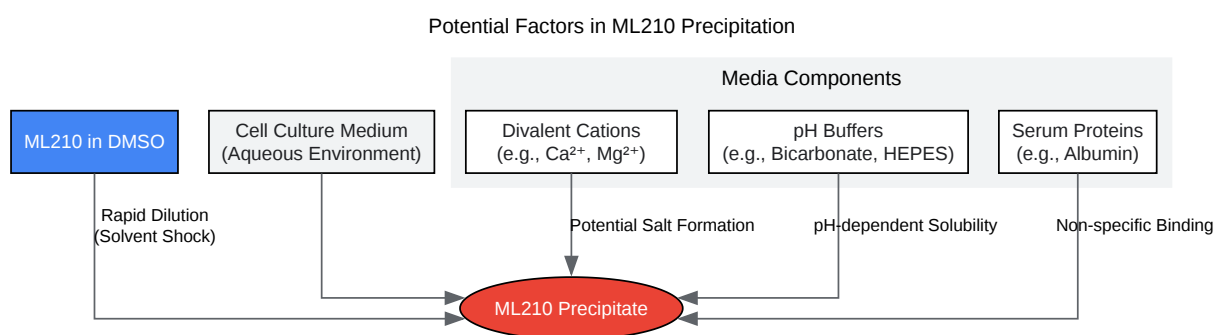 Potential Factors in ML210 Precipitation
Media Components
ML210 in DMSO
Cell Culture Medium
(Aqueous Environment)
Divalent Cations
(e.g., Ca²⁺, Mg²⁺)
pH Buffers
(e.g., Bicarbonate, HEPES)
Serum Proteins
(e.g., Albumin)
Rapid Dilution
(Solvent Shock)
Potential Salt Formation
pH-dependent Solubility
Non-specific Binding
ML210 Precipitate